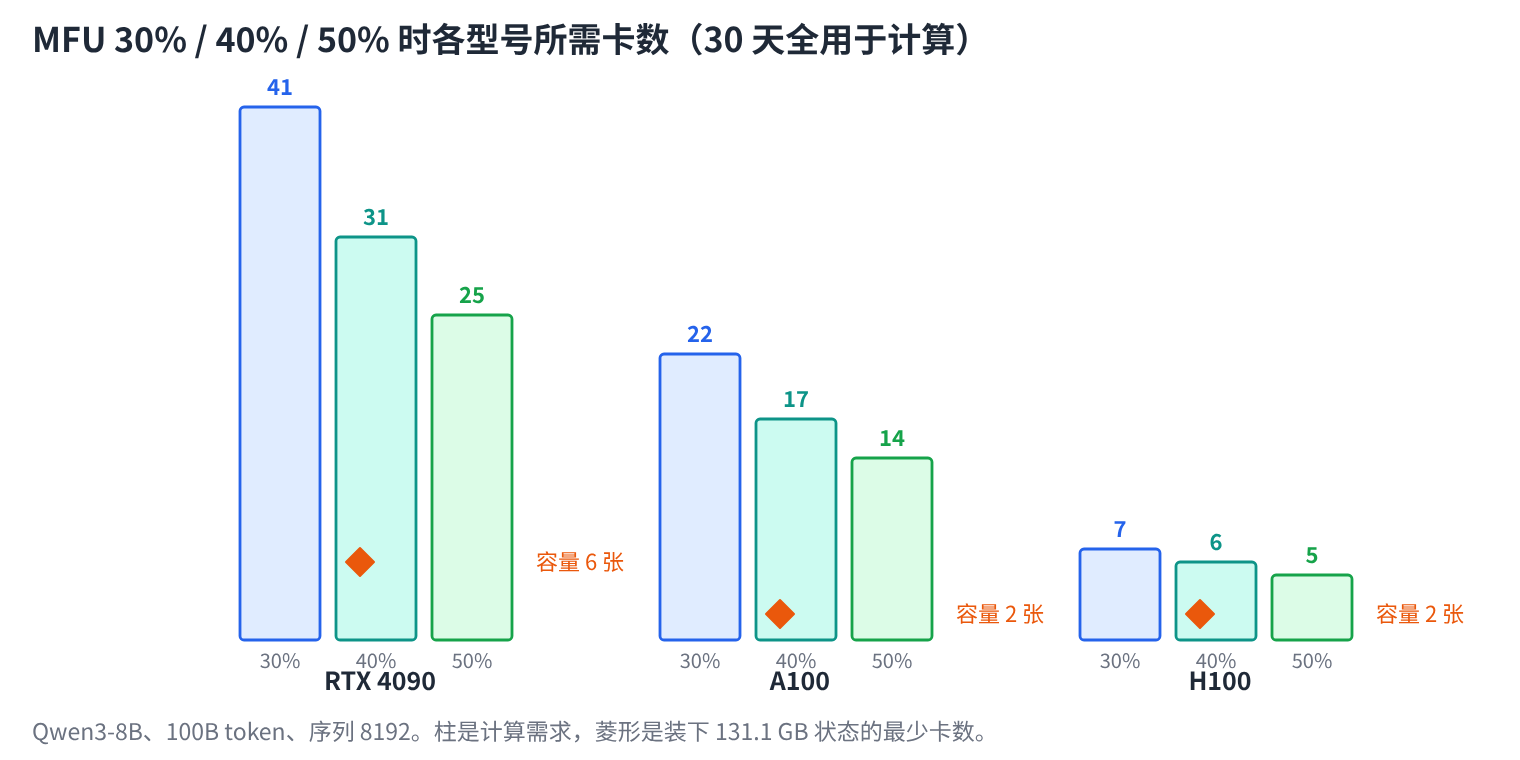 MFU 30% / 40% / 50% 时各型号所需卡数（30 天全用于计算）
41
31
25
22
17
14
7
6
5
容量 6 张
容量 2 张
容量 2 张
30%
40%
50%
30%
40%
50%
30%
40%
50%
RTX 4090
A100
H100
Qwen3-8B、100B token、序列 8192。柱是计算需求，菱形是装下 131.1 GB 状态的最少卡数。